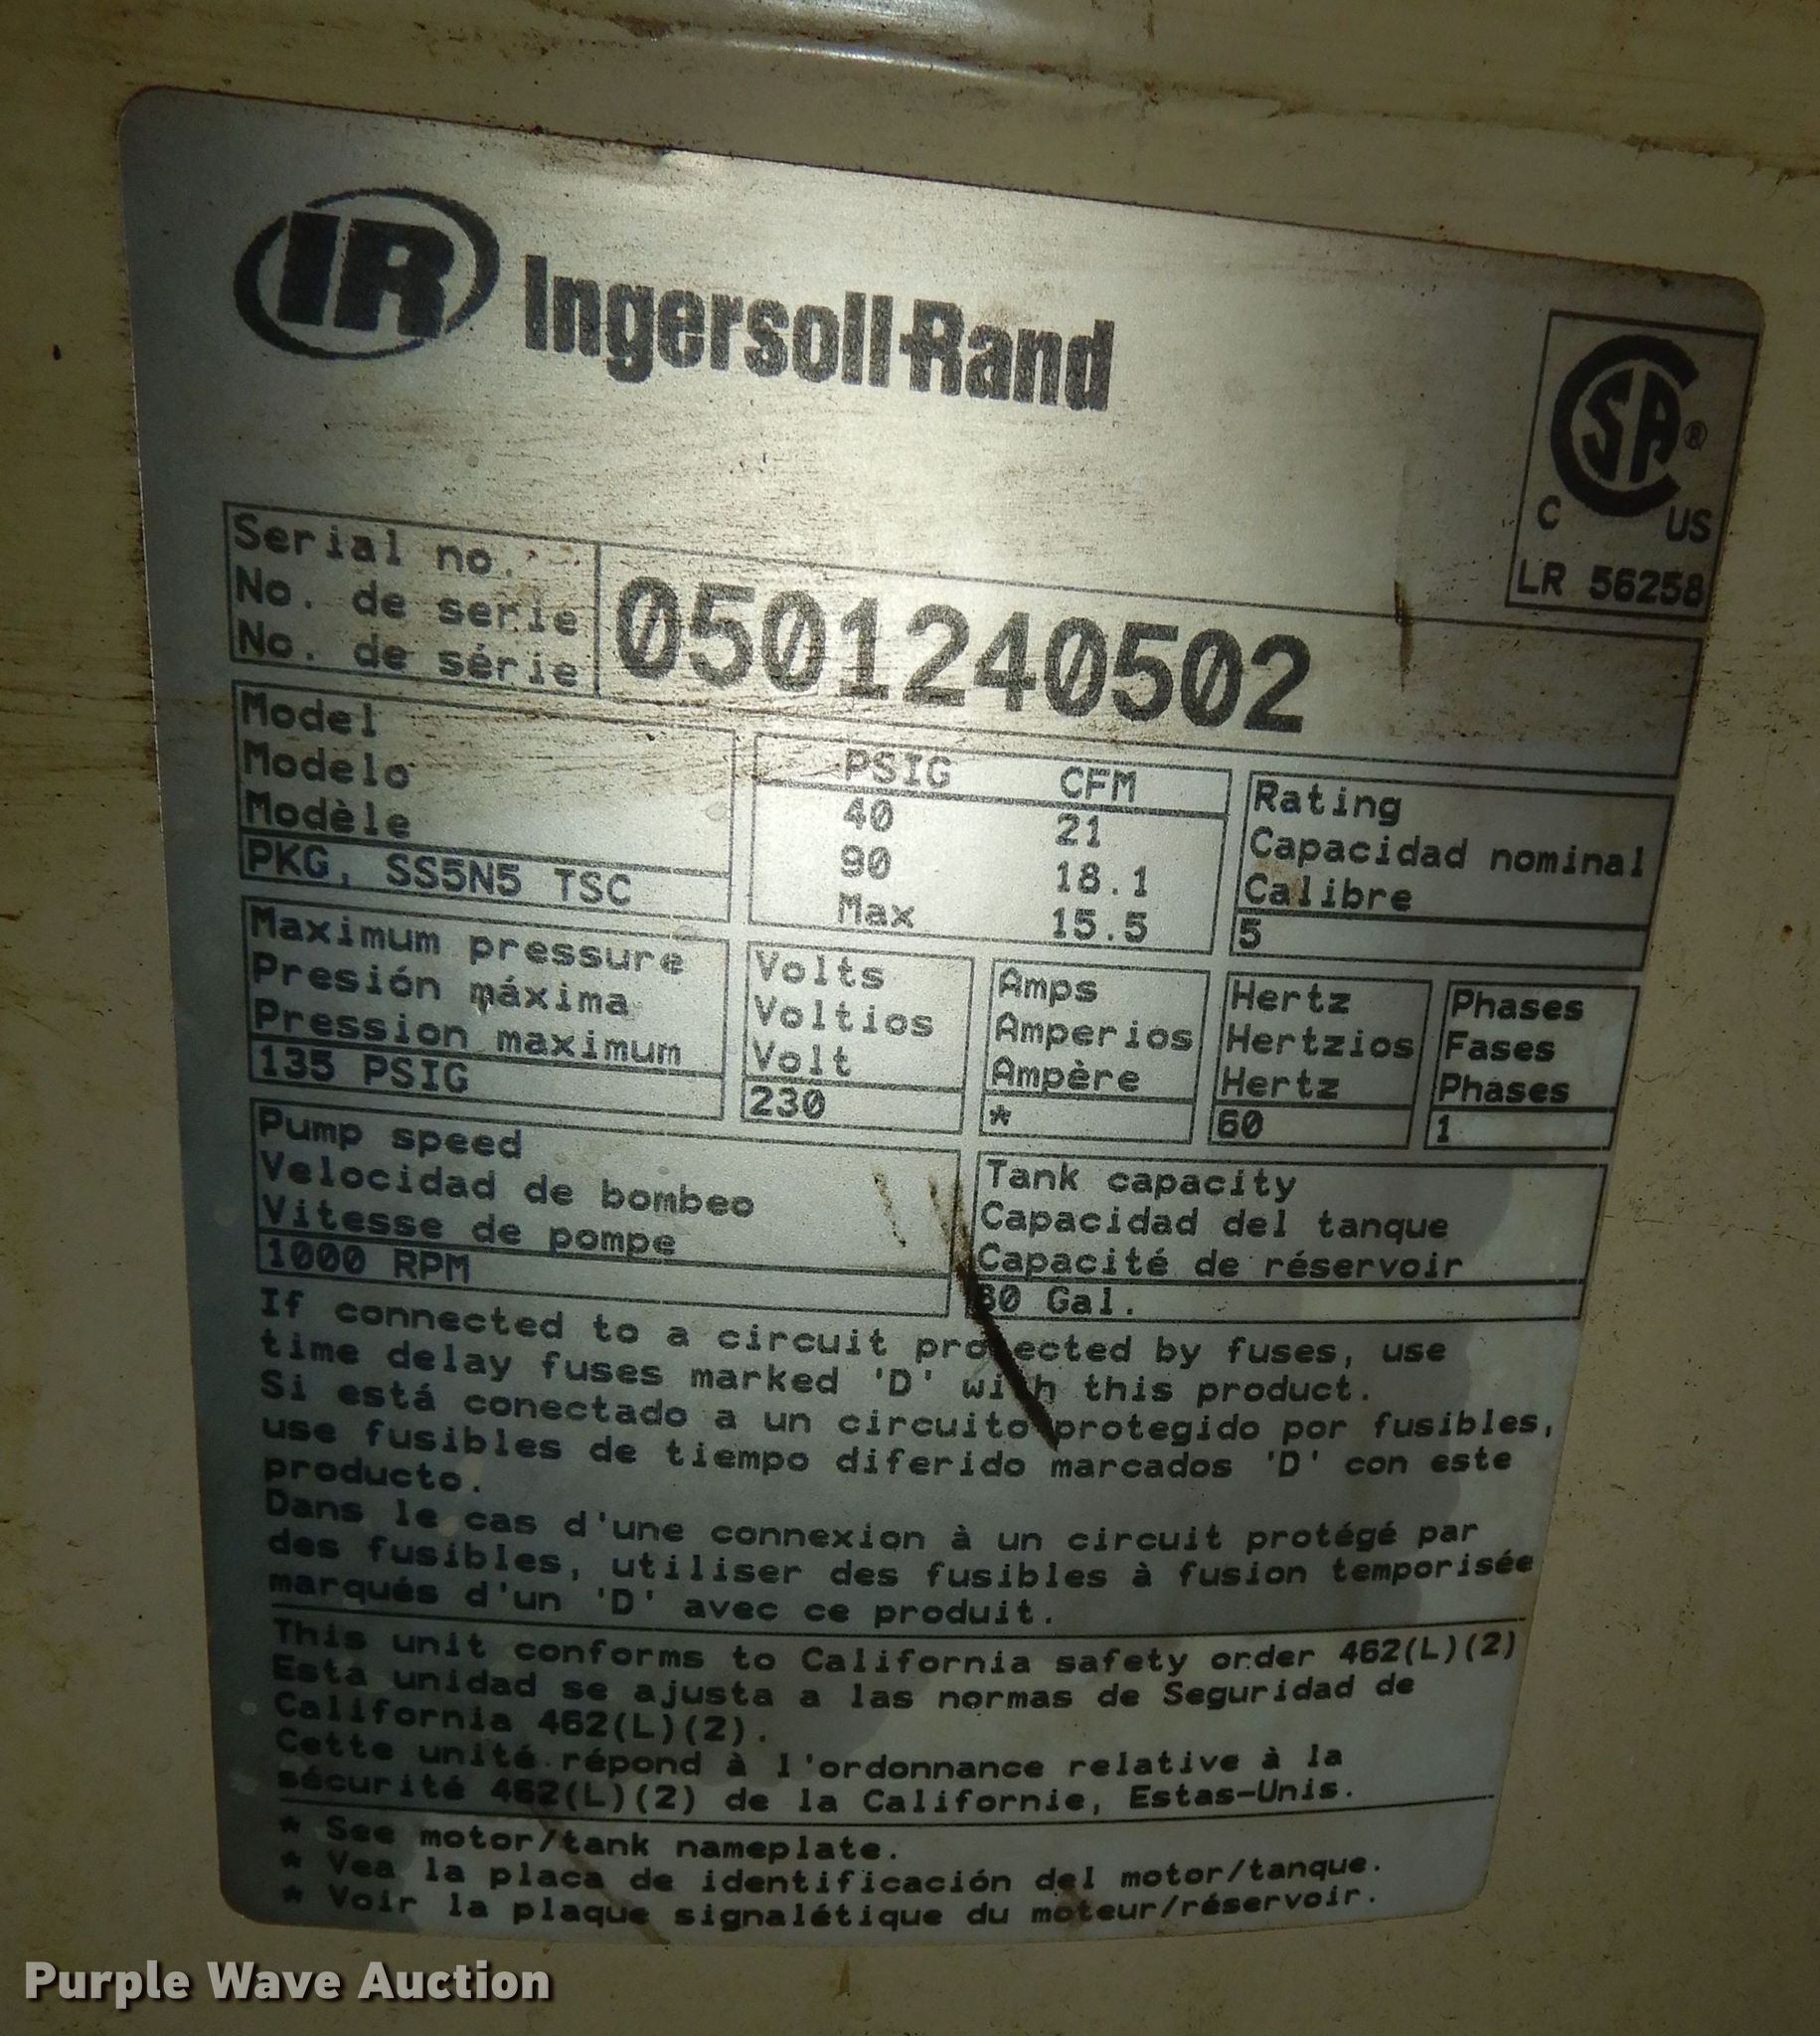 IR Ingersoll-Rand
CSA®
C US
LR 56258
Serial no.
No. de serie
No. de série
0501240502
Model
Modelo
Modèle
PKG, SS5N5 TSC
PSIG CFM
40 21
90 18.1
Max 15.5
Rating
Capacidad nominal
Calibre
5
Maximum pressure
Presión máxima
Pression maximum
135 PSIG
Volts
Voltios
Volt
230
Amps
Amperios
Ampère
*
Hertz
Hertzios
Hertz
60
Phases
Fases
Phases
1
Pump speed
Velocidad de bombeo
Vitesse de pompe
1000 RPM
Tank capacity
Capacidad del tanque
Capacité de réservoir
Gal.
If connected to a circuit protected by fuses, use
time delay fuses marked 'D' with this product.
Si está conectado a un circuito protegido por fusibles,
use fusibles de tiempo diferido marcados 'D' con este
producto.
Dans le cas d'une connexion à un circuit protégé par
des fusibles, utiliser des fusibles à fusion temporisée
marqués d'un 'D' avec ce produit.
This unit conforms to California safety order 462(L)(2)
Esta unidad se ajusta a las normas de Seguridad de
California 462(L)(2).
Cette unité répond à l'ordonnance relative à la
sécurité 462(L)(2) de la Californie, Estas-Unis.
* See motor/tank nameplate.
* Vea la placa de identificación del motor/tanque.
* Voir la plaque signalétique du moteur/réservoir.
Purple Wave Auction